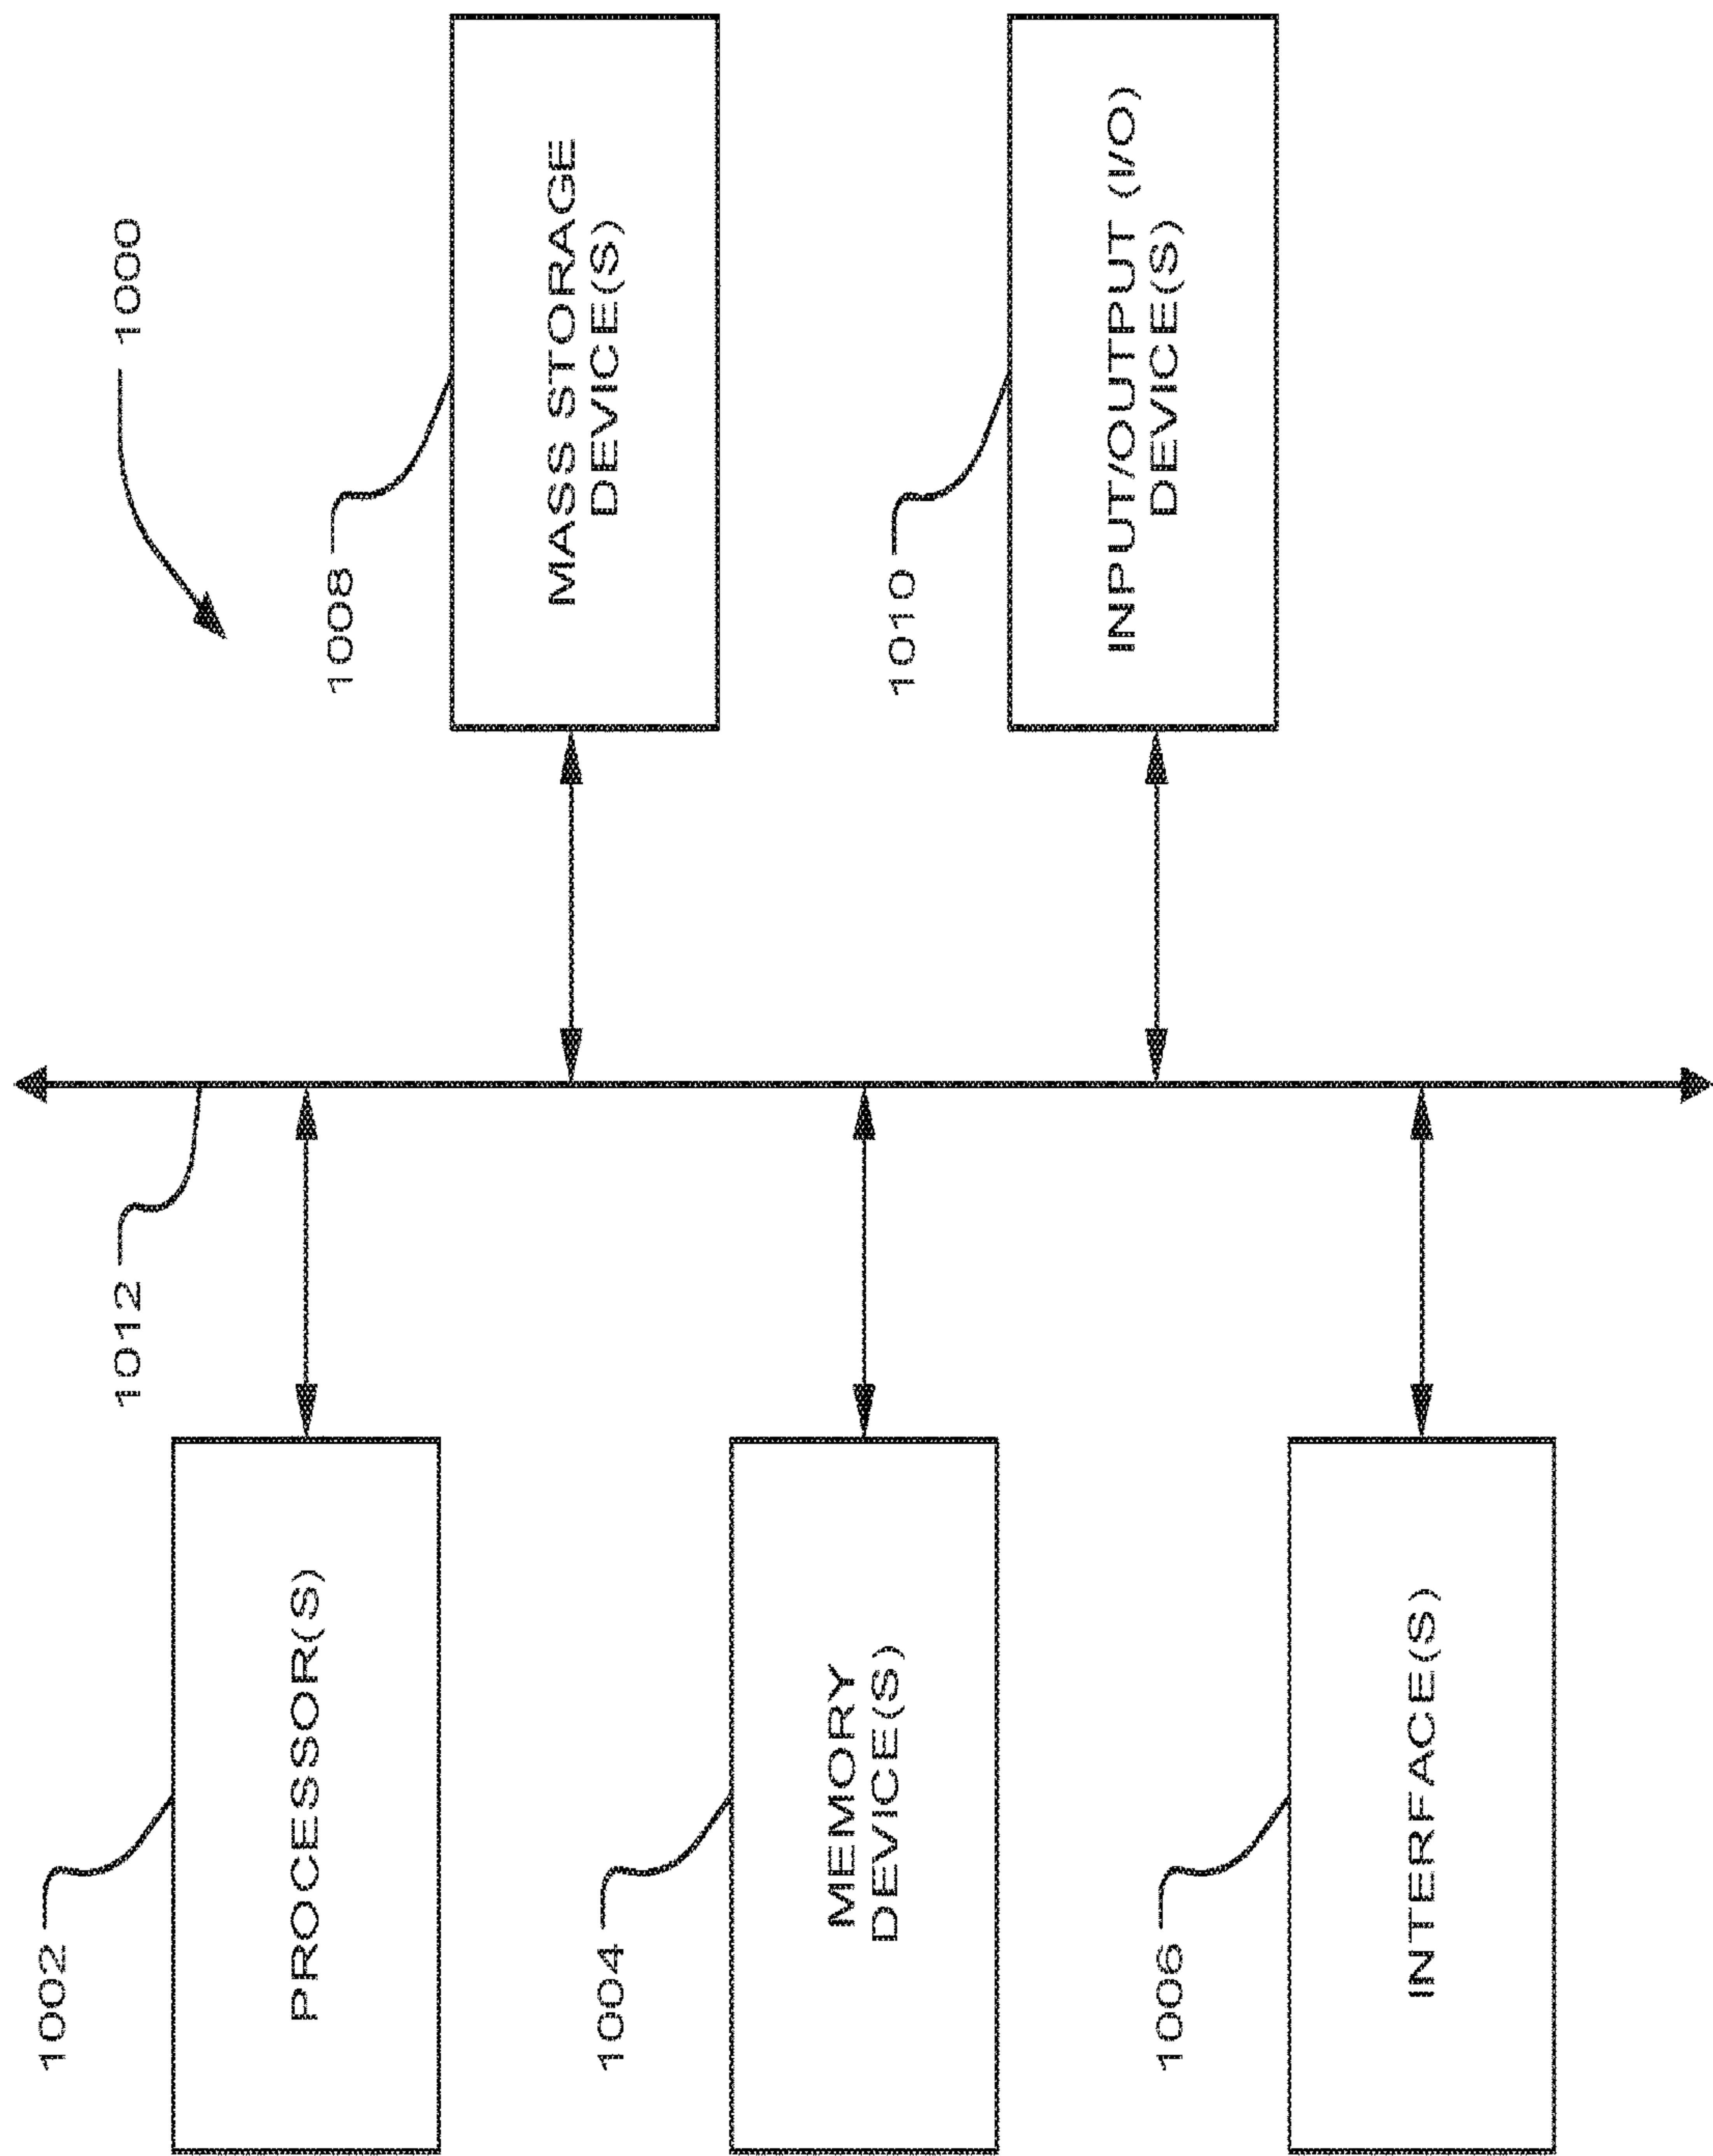 1000
1012
1002
PROCESSOR(S)
1008
MASS STORAGE
DEVICE(S)
1004
MEMORY
DEVICE(S)
1010
INPUT/OUTPUT (I/O)
DEVICE(S)
1006
INTERFACE(S)